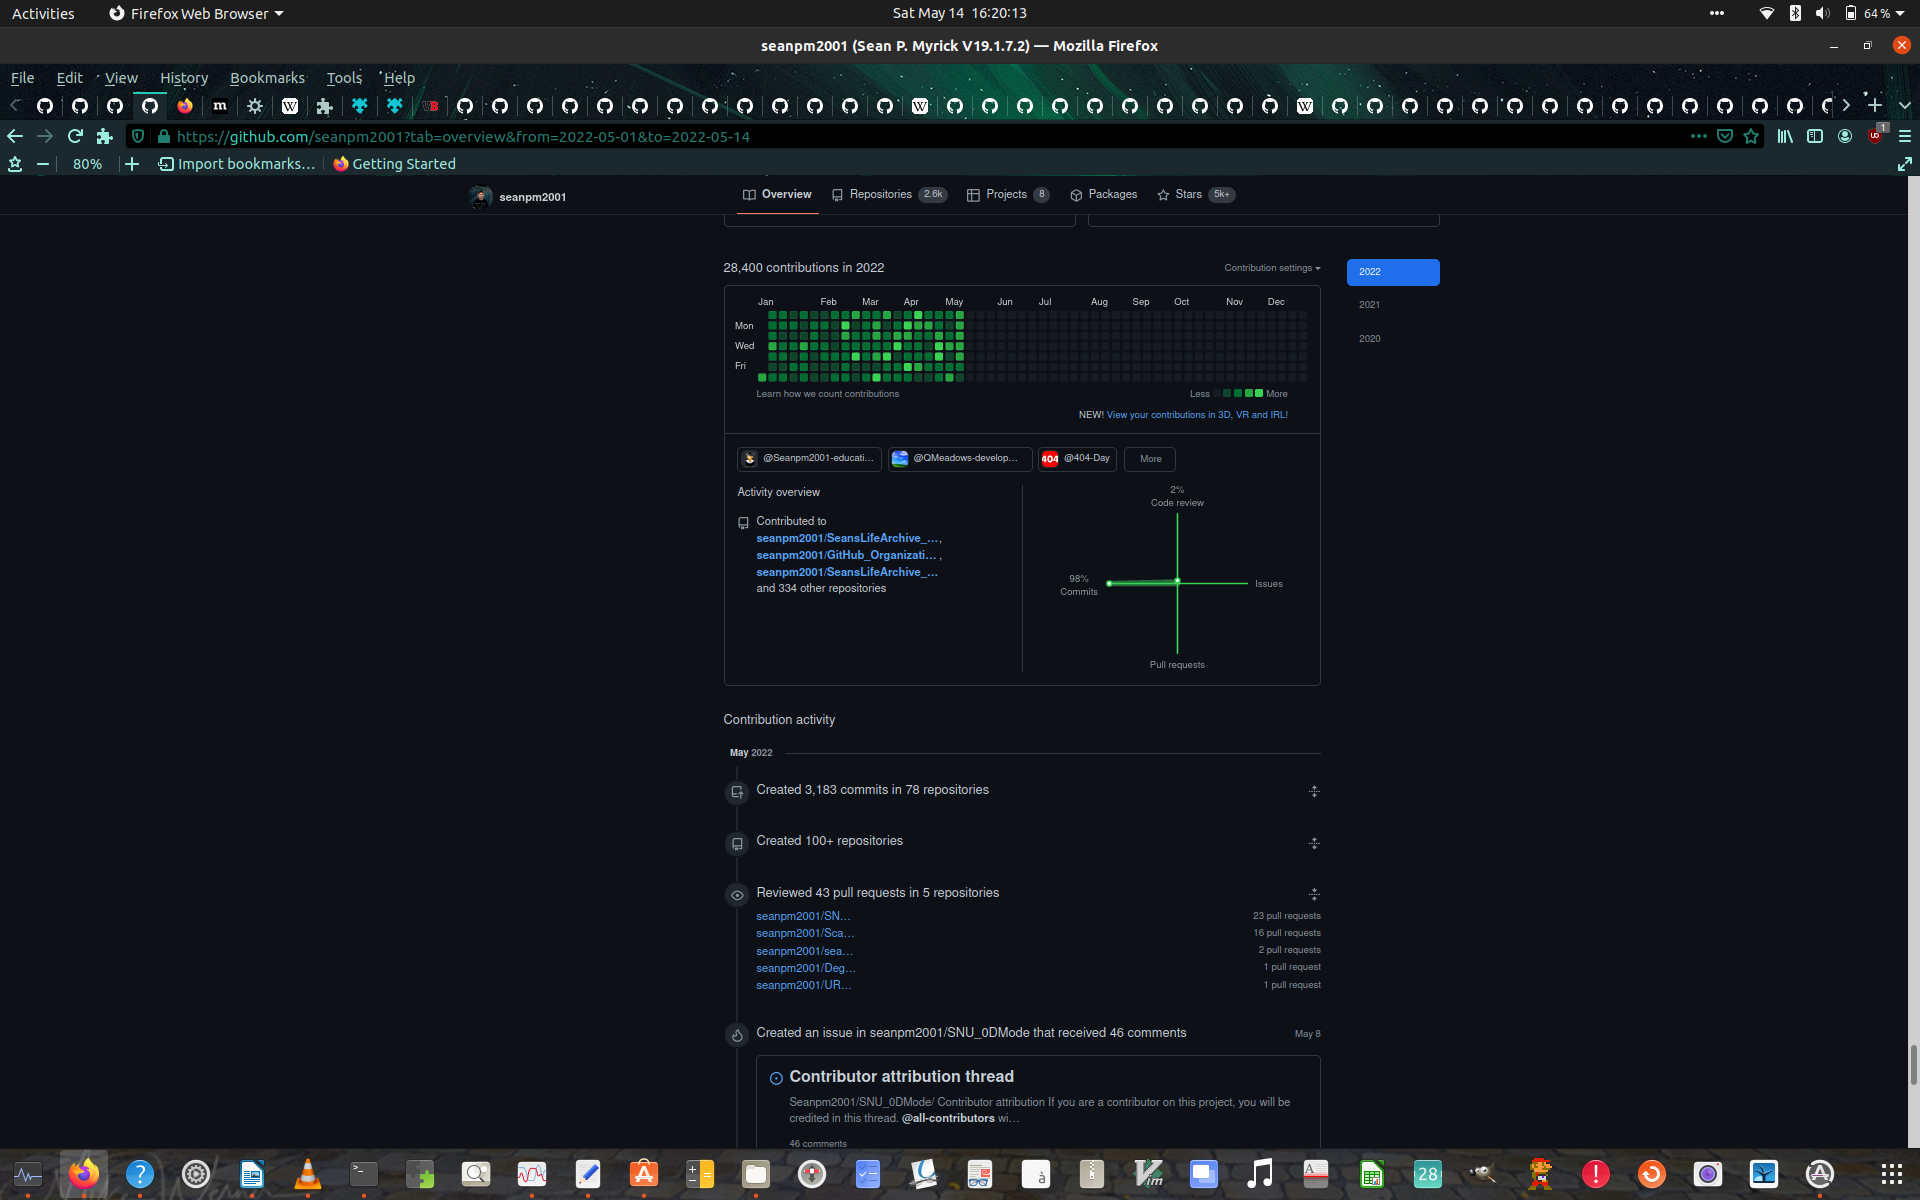 Activities
Firefox Web Browser
Sat May 14 16:20:13
64 %
seanpm2001 (Sean P. Myrick V19.1.7.2) — Mozilla Firefox
File Edit View History Bookmarks Tools Help
https://github.com/seanpm2001?tab=overview&from=2022-05-01&to=2022-05-14
1
80%
Import bookmarks…
Getting Started
seanpm2001
Overview
Repositories 2.6k
Projects 8
Packages
Stars 5k+
28,400 contributions in 2022
Contribution settings
2022
2021
2020
Jan Feb Mar Apr May Jun Jul Aug Sep Oct Nov Dec
Mon
Wed
Fri
Learn how we count contributions
Less More
NEW! View your contributions in 3D, VR and IRL!
@Seanpm2001-educati…
@QMeadows-develop…
404 @404-Day
More
Activity overview
Contributed to
seanpm2001/SeansLifeArchive_…,
seanpm2001/GitHub_Organizati… ,
seanpm2001/SeansLifeArchive_…
and 334 other repositories
2%
Code review
98%
Commits
Issues
Pull requests
Contribution activity
May 2022
Created 3,183 commits in 78 repositories
Created 100+ repositories
Reviewed 43 pull requests in 5 repositories
seanpm2001/SN… 23 pull requests
seanpm2001/Sca… 16 pull requests
seanpm2001/sea… 2 pull requests
seanpm2001/Deg… 1 pull request
seanpm2001/UR… 1 pull request
Created an issue in seanpm2001/SNU_0DMode that received 46 comments
May 8
Contributor attribution thread
Seanpm2001/SNU_0DMode/ Contributor attribution If you are a contributor on this project, you will be
credited in this thread. @all-contributors wi…
46 comments
28